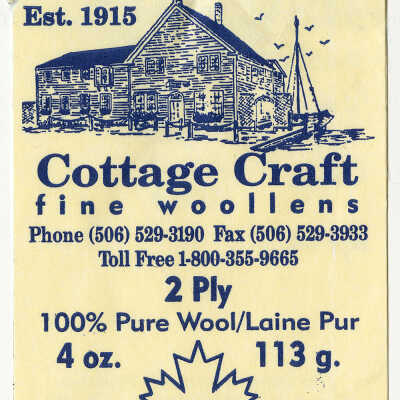 Est. 1915
Cottage Craft
fine woollens
Phone (506) 529-3190 Fax (506) 529-3933
Toll Free 1-800-355-9665
2 Ply
100% Pure Wool/Laine Pur
4 oz. 113 g.